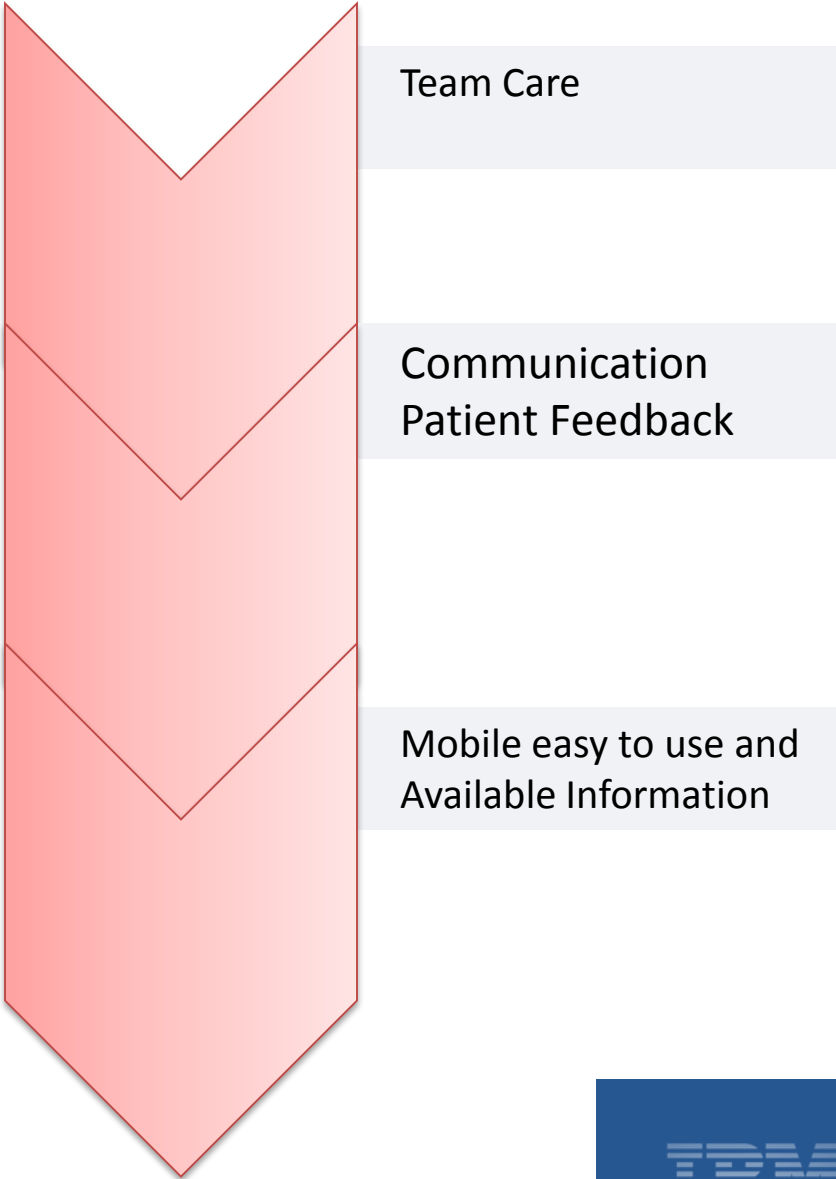 Team Care
Communication
Patient Feedback
Mobile easy to use and
Available Information